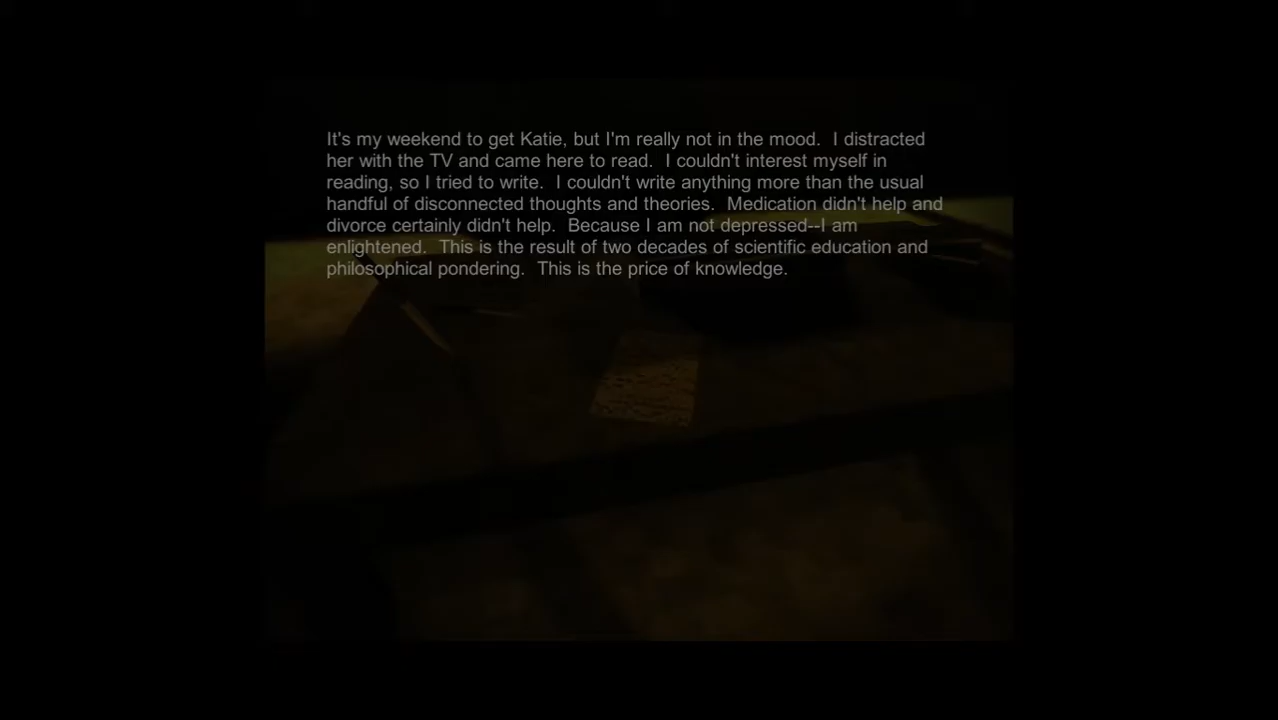 It's my weekend to get Katie, but I'm really not in the mood.  I distracted
her with the TV and came here to read.  I couldn't interest myself in
reading, so I tried to write.  I couldn't write anything more than the usual
handful of disconnected thoughts and theories.  Medication didn't help and
divorce certainly didn't help.  Because I am not depressed--I am
enlightened.  This is the result of two decades of scientific education and
philosophical pondering.  This is the price of knowledge.